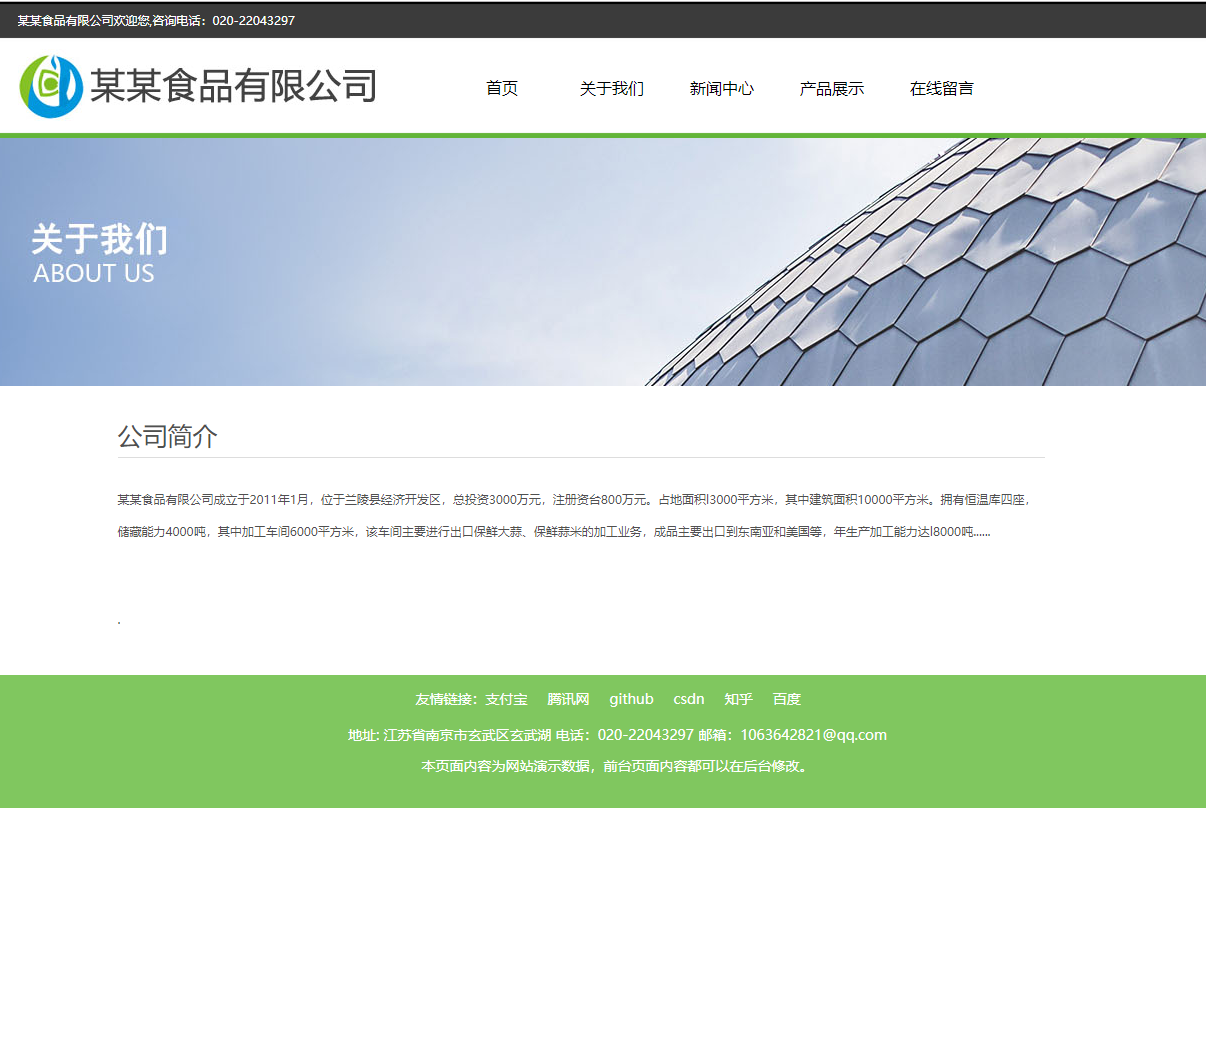 某某食品有限公司欢迎您,咨询电话：020-22043297
某某食品有限公司
首页 关于我们 新闻中心 产品展示 在线留言
关于我们
ABOUT US
公司简介
某某食品有限公司成立于2011年1月，位于兰陵县经济开发区，总投资3000万元，注册资台800万元。占地面积l3000平方米，其中建筑面积10000平方米。拥有恒温库四座，
储藏能力4000吨，其中加工车间6000平方米，该车间主要进行出口保鲜大蒜、保鲜蒜米的加工业务，成品主要出口到东南亚和美国等，年生产加工能力达l8000吨......
.
友情链接：支付宝 腾讯网 github csdn 知乎 百度
地址: 江苏省南京市玄武区玄武湖 电话：020-22043297 邮箱：1063642821@qq.com
本页面内容为网站演示数据，前台页面内容都可以在后台修改。